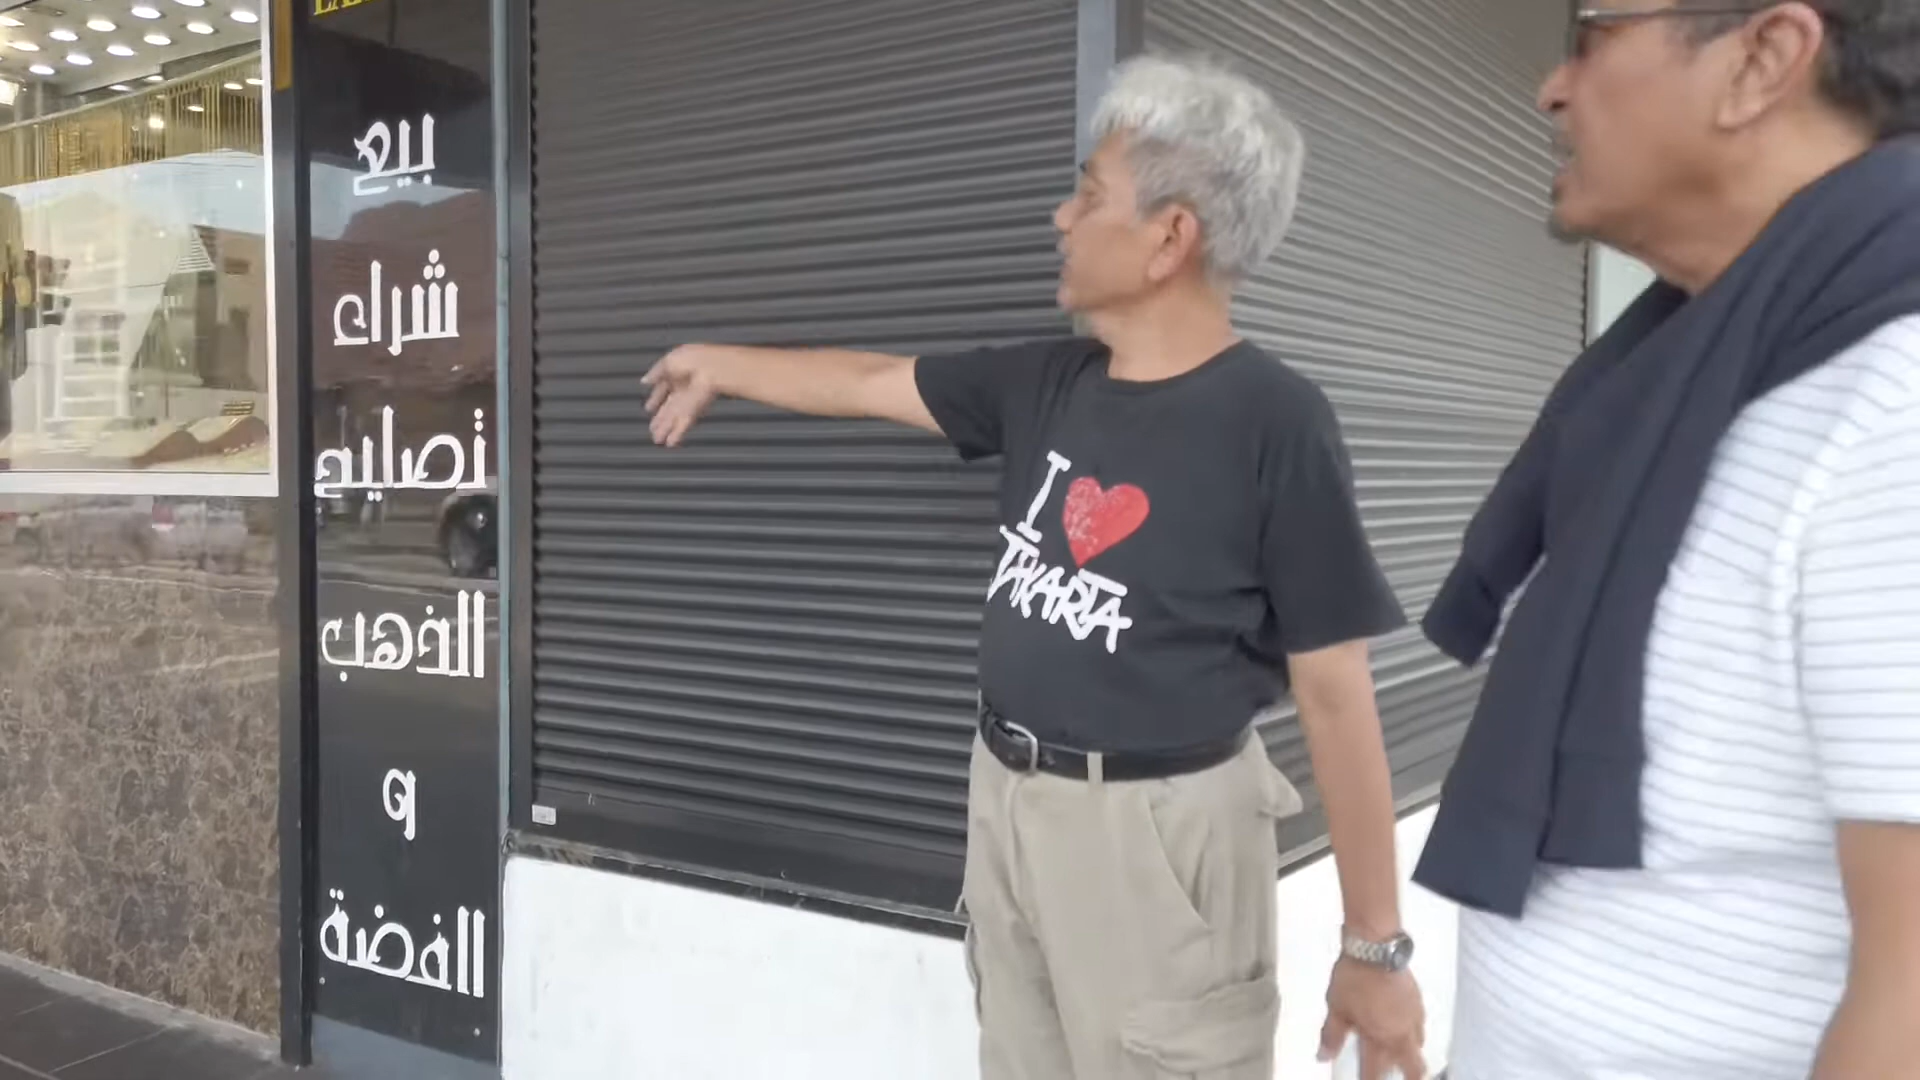 بيع
شراء
تصليح
الذهب
و
الفضة
I ❤
JAKARTA